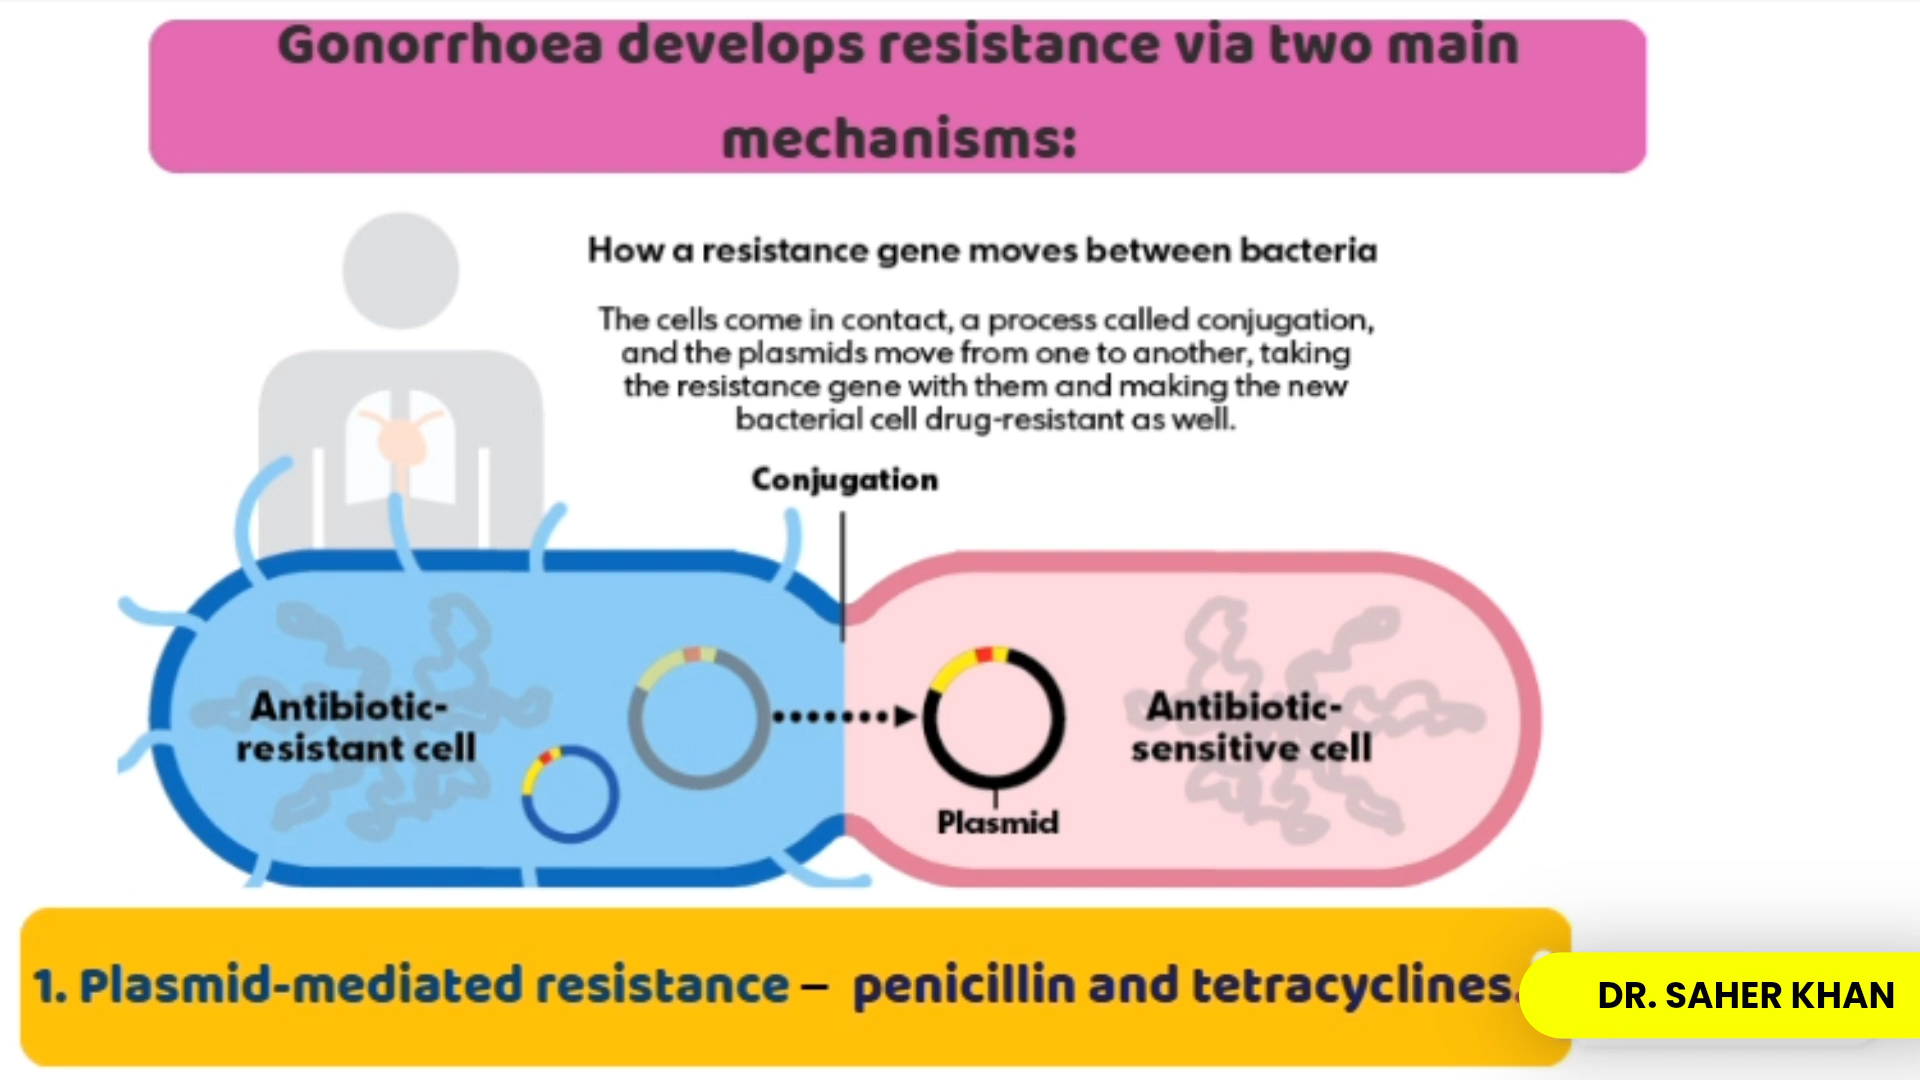 Gonorrhoea develops resistance via two main
mechanisms:
How a resistance gene moves between bacteria
The cells come in contact, a process called conjugation,
and the plasmids move from one to another, taking
the resistance gene with them and making the new
bacterial cell drug-resistant as well.
Conjugation
Antibiotic-
resistant cell
Antibiotic-
sensitive cell
Plasmid
1. Plasmid-mediated resistance – penicillin and tetracyclines.
DR. SAHER KHAN